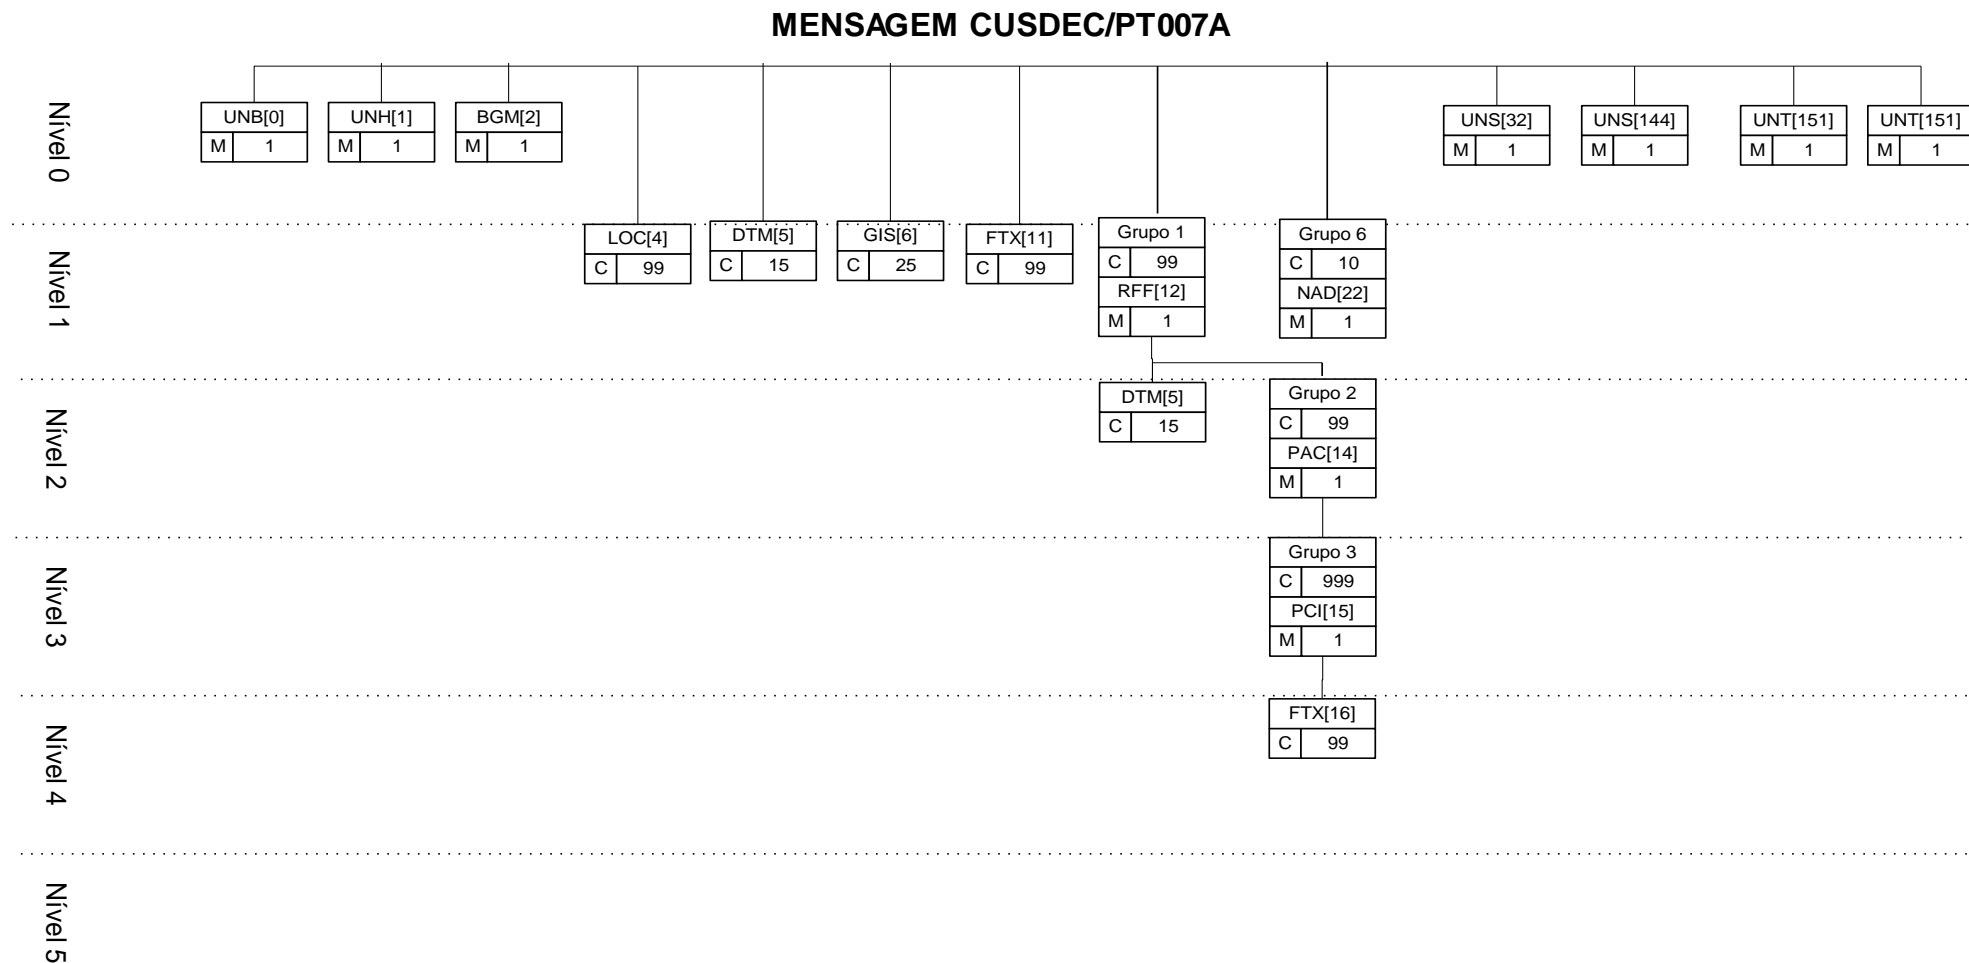 MENSAGEM CUSDEC/PT007A
Nível 0
UNB[0] UNH[1] BGM[2] UNS[32] UNS[144] UNT[151] UNT[151]
M 1 M 1 M 1 M 1 M 1 M 1 M 1
Nível 1
LOC[4] DTM[5] GIS[6] FTX[11] Grupo 1 Grupo 6
C 99 C 15 C 25 C 99 C 99 C 10
RFF[12] NAD[22]
M 1 M 1
Nível 2
DTM[5] Grupo 2
C 15 C 99
PAC[14]
M 1
Nível 3
Grupo 3
C 999
PCI[15]
M 1
Nível 4
FTX[16]
C 99
Nível 5